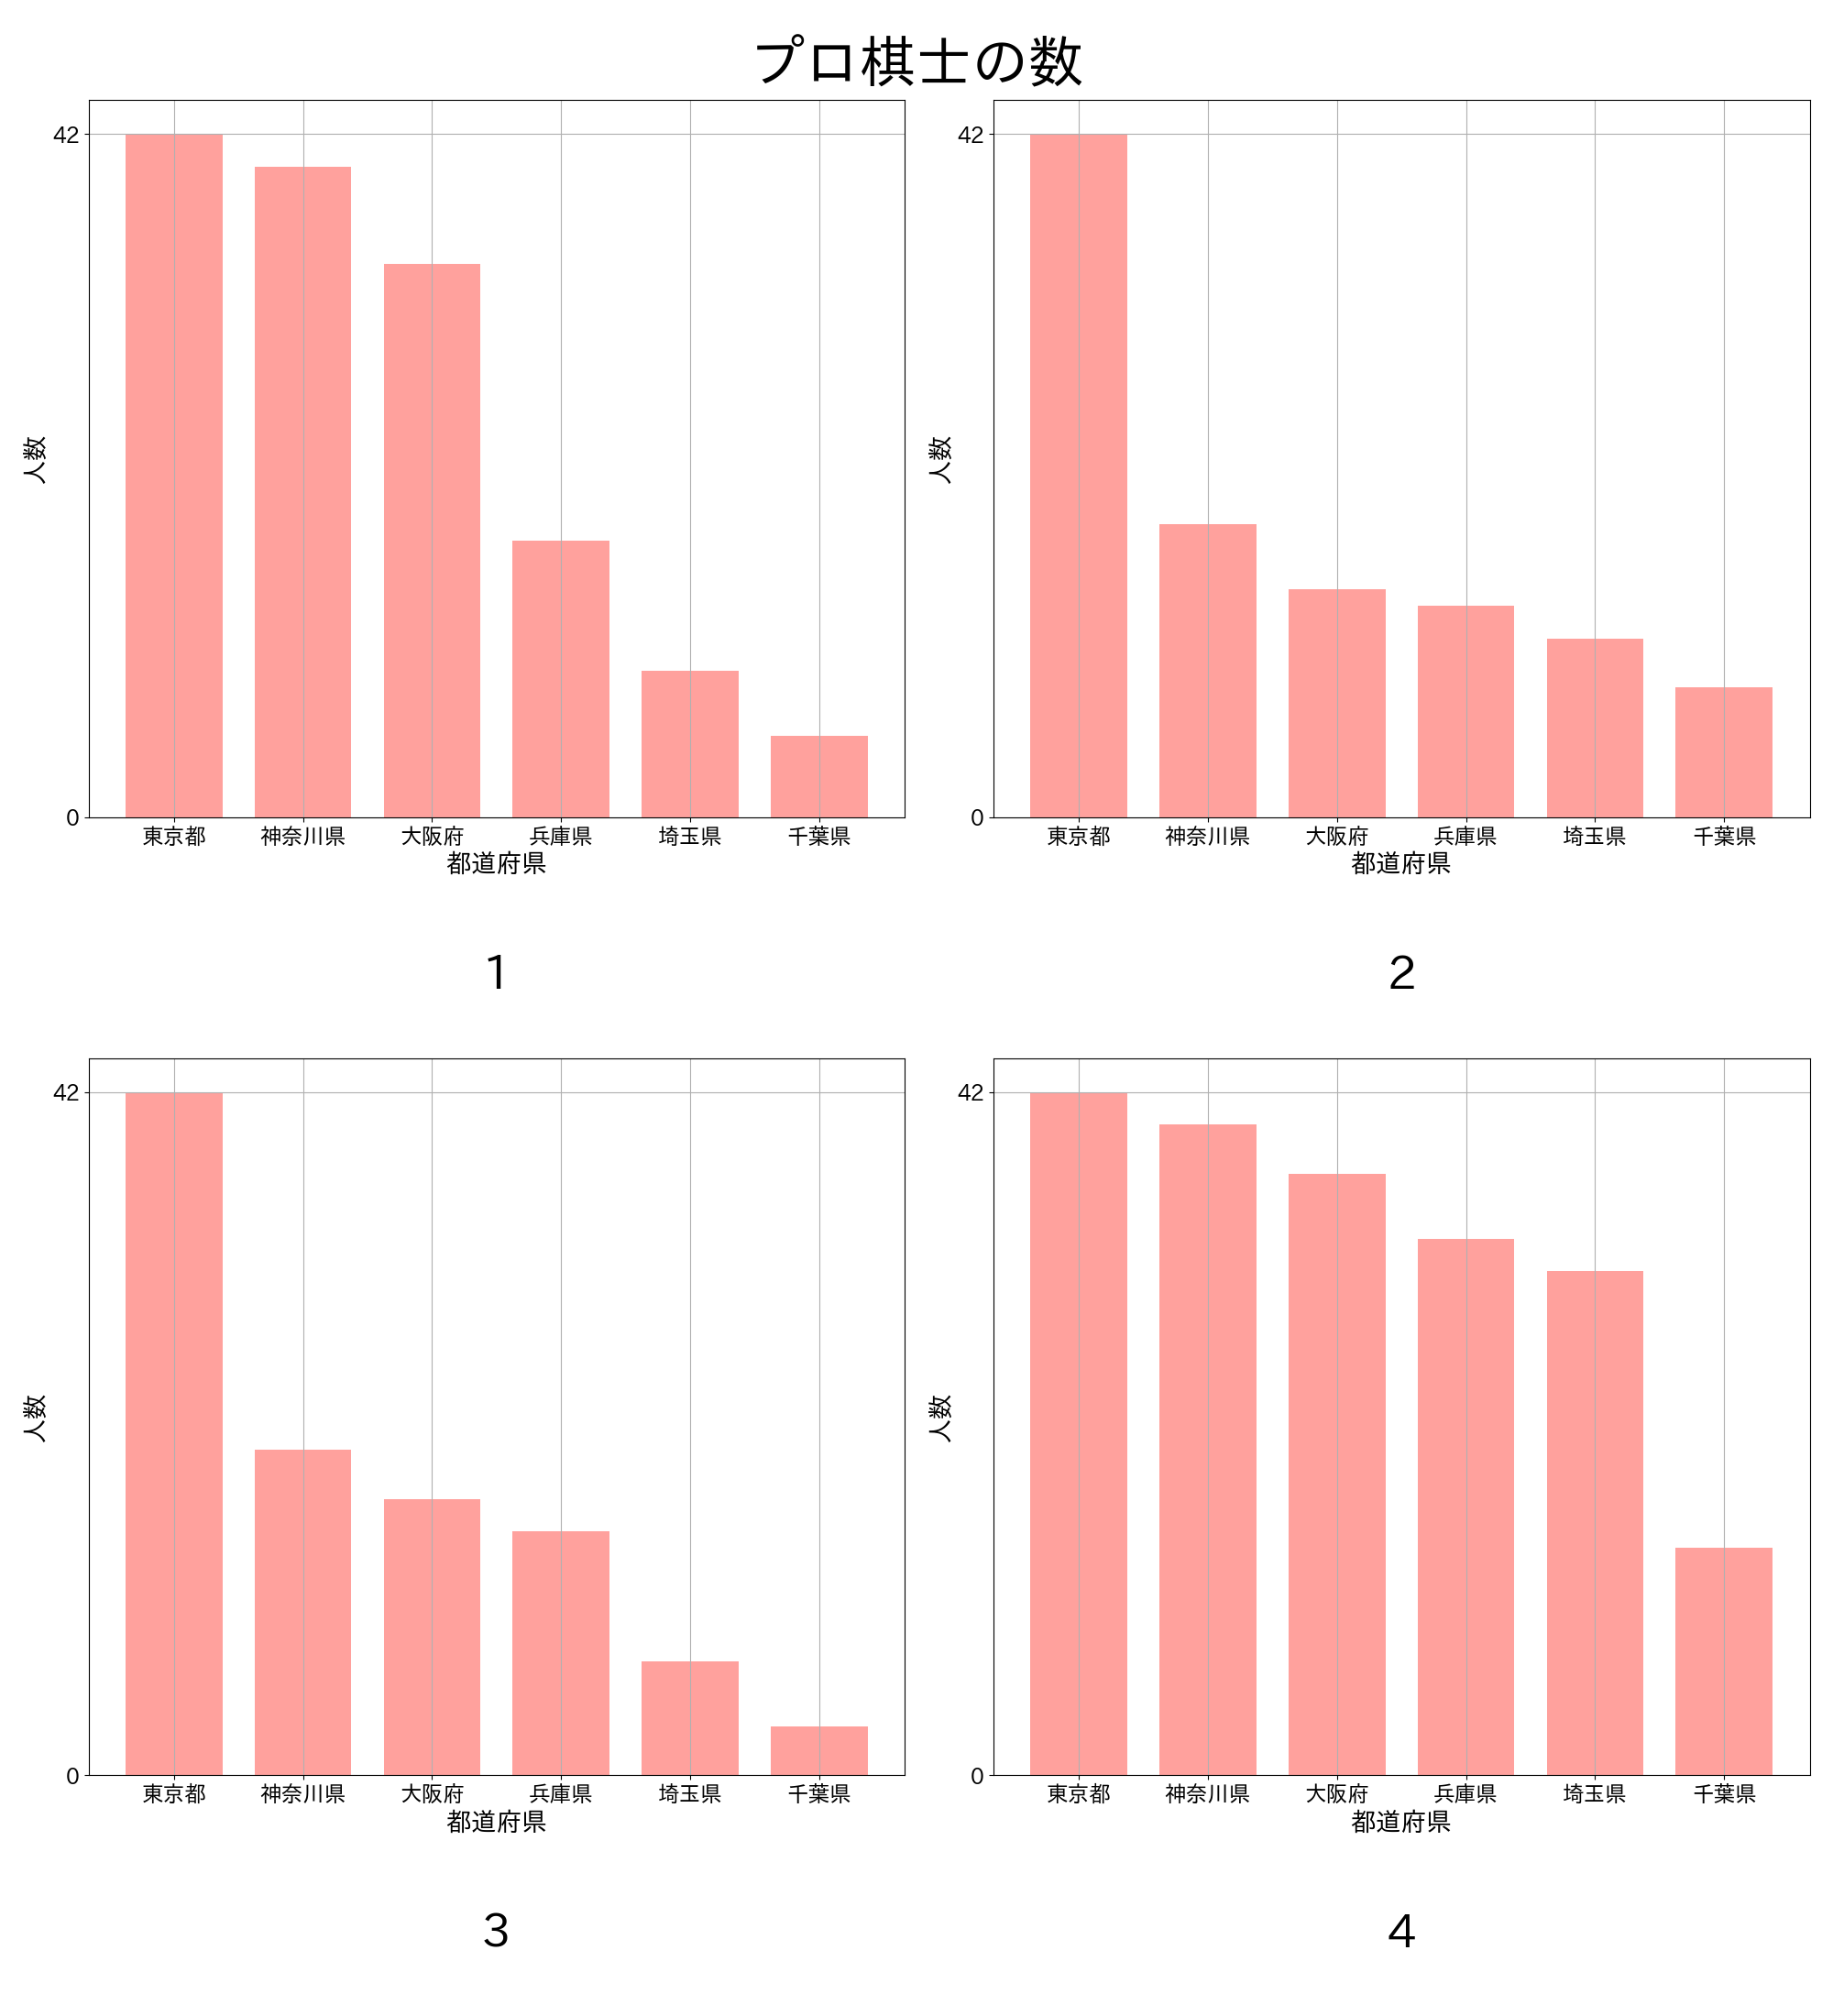 プロ棋士の数
42
0
人数
東京都 神奈川県 大阪府 兵庫県 埼玉県 千葉県
都道府県
1
42
0
人数
東京都 神奈川県 大阪府 兵庫県 埼玉県 千葉県
都道府県
2
42
0
人数
東京都 神奈川県 大阪府 兵庫県 埼玉県 千葉県
都道府県
3
42
0
人数
東京都 神奈川県 大阪府 兵庫県 埼玉県 千葉県
都道府県
4